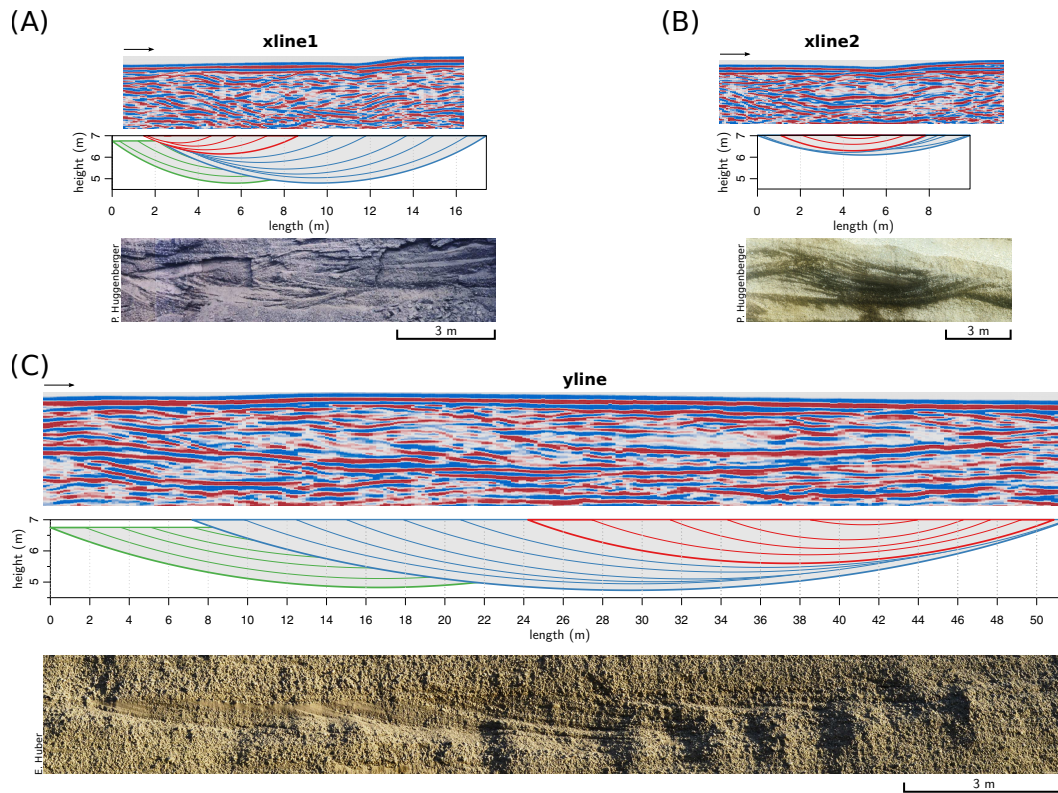 (A)
xline1
height (m)
7
6
5
0 2 4 6 8 10 12 14 16
length (m)
P. Huggenberger
3 m
(B)
xline2
height (m)
7
6
5
0 2 4 6 8
length (m)
P. Huggenberger
3 m
(C)
yline
height (m)
7
6
5
0 2 4 6 8 10 12 14 16 18 20 22 24 26 28 30 32 34 36 38 40 42 44 46 48 50
length (m)
E. Huber
3 m